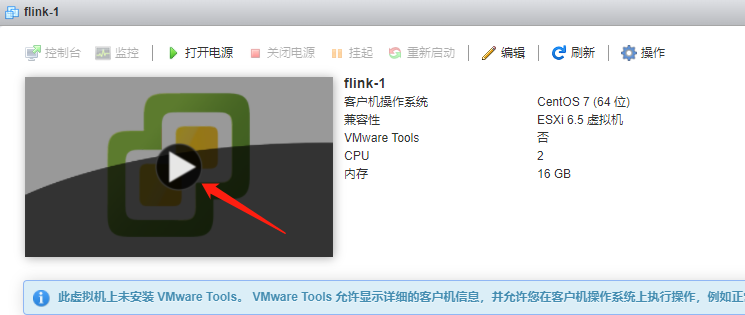 flink-1
控制台 监控 打开电源 关闭电源 挂起 重新启动 编辑 刷新 操作
flink-1
客户机操作系统 CentOS 7 (64 位)
兼容性 ESXi 6.5 虚拟机
VMware Tools 否
CPU 2
内存 16 GB
此虚拟机上未安装 VMware Tools。 VMware Tools 允许显示详细的客户机信息，并允许您在客户机操作系统上执行操作，例如正